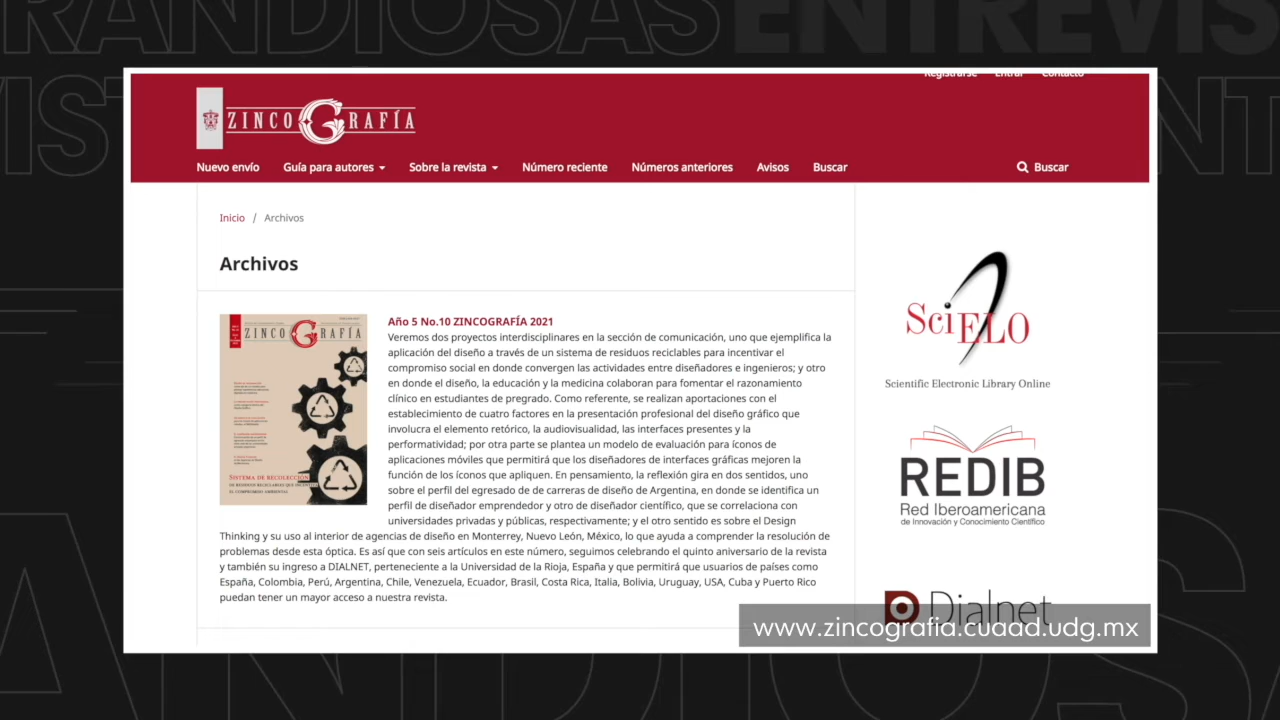 RANDIOSAS ENTREVIS
VIST
ENT
Registrarse Entrar Contacto
ZINCOGRAFÍA
Nuevo envío Guía para autores Sobre la revista Número reciente Números anteriores Avisos Buscar Buscar
Inicio / Archivos
Archivos
ZINCOGRAFÍA
SISTEMA DE RECOLECCIÓN
DE RESIDUOS RECICLABLES QUE INCENTIVE
EL COMPROMISO AMBIENTAL
Año 5 No.10 ZINCOGRAFÍA 2021
Veremos dos proyectos interdisciplinares en la sección de comunicación, uno que ejemplifica la
aplicación del diseño a través de un sistema de residuos reciclables para incentivar el
compromiso social en donde convergen las actividades entre diseñadores e ingenieros; y otro
en donde el diseño, la educación y la medicina colaboran para fomentar el razonamiento
clínico en estudiantes de pregrado. Como referente, se realizan aportaciones con el
establecimiento de cuatro factores en la presentación profesional del diseño gráfico que
involucra el elemento retórico, la audiovisualidad, las interfaces presentes y la
performatividad; por otra parte se plantea un modelo de evaluación para íconos de
aplicaciones móviles que permitirá que los diseñadores de interfaces gráficas mejoren la
función de los íconos que apliquen. En pensamiento, la reflexión gira en dos sentidos, uno
sobre el perfil del egresado de de carreras de diseño de Argentina, en donde se identifica un
perfil de diseñador emprendedor y otro de diseñador científico, que se correlaciona con
universidades privadas y públicas, respectivamente; y el otro sentido es sobre el Design
Thinking y su uso al interior de agencias de diseño en Monterrey, Nuevo León, México, lo que ayuda a comprender la resolución de
problemas desde esta óptica. Es así que con seis artículos en este número, seguimos celebrando el quinto aniversario de la revista
y también su ingreso a DIALNET, perteneciente a la Universidad de la Rioja, España y que permitirá que usuarios de países como
España, Colombia, Perú, Argentina, Chile, Venezuela, Ecuador, Brasil, Costa Rica, Italia, Bolivia, Uruguay, USA, Cuba y Puerto Rico
puedan tener un mayor acceso a nuestra revista.
SciELO
Scientific Electronic Library Online
REDIB
Red Iberoamericana
de Innovación y Conocimiento Científico
Dialnet
www.zincografia.cuaad.udg.mx
ANDIOS